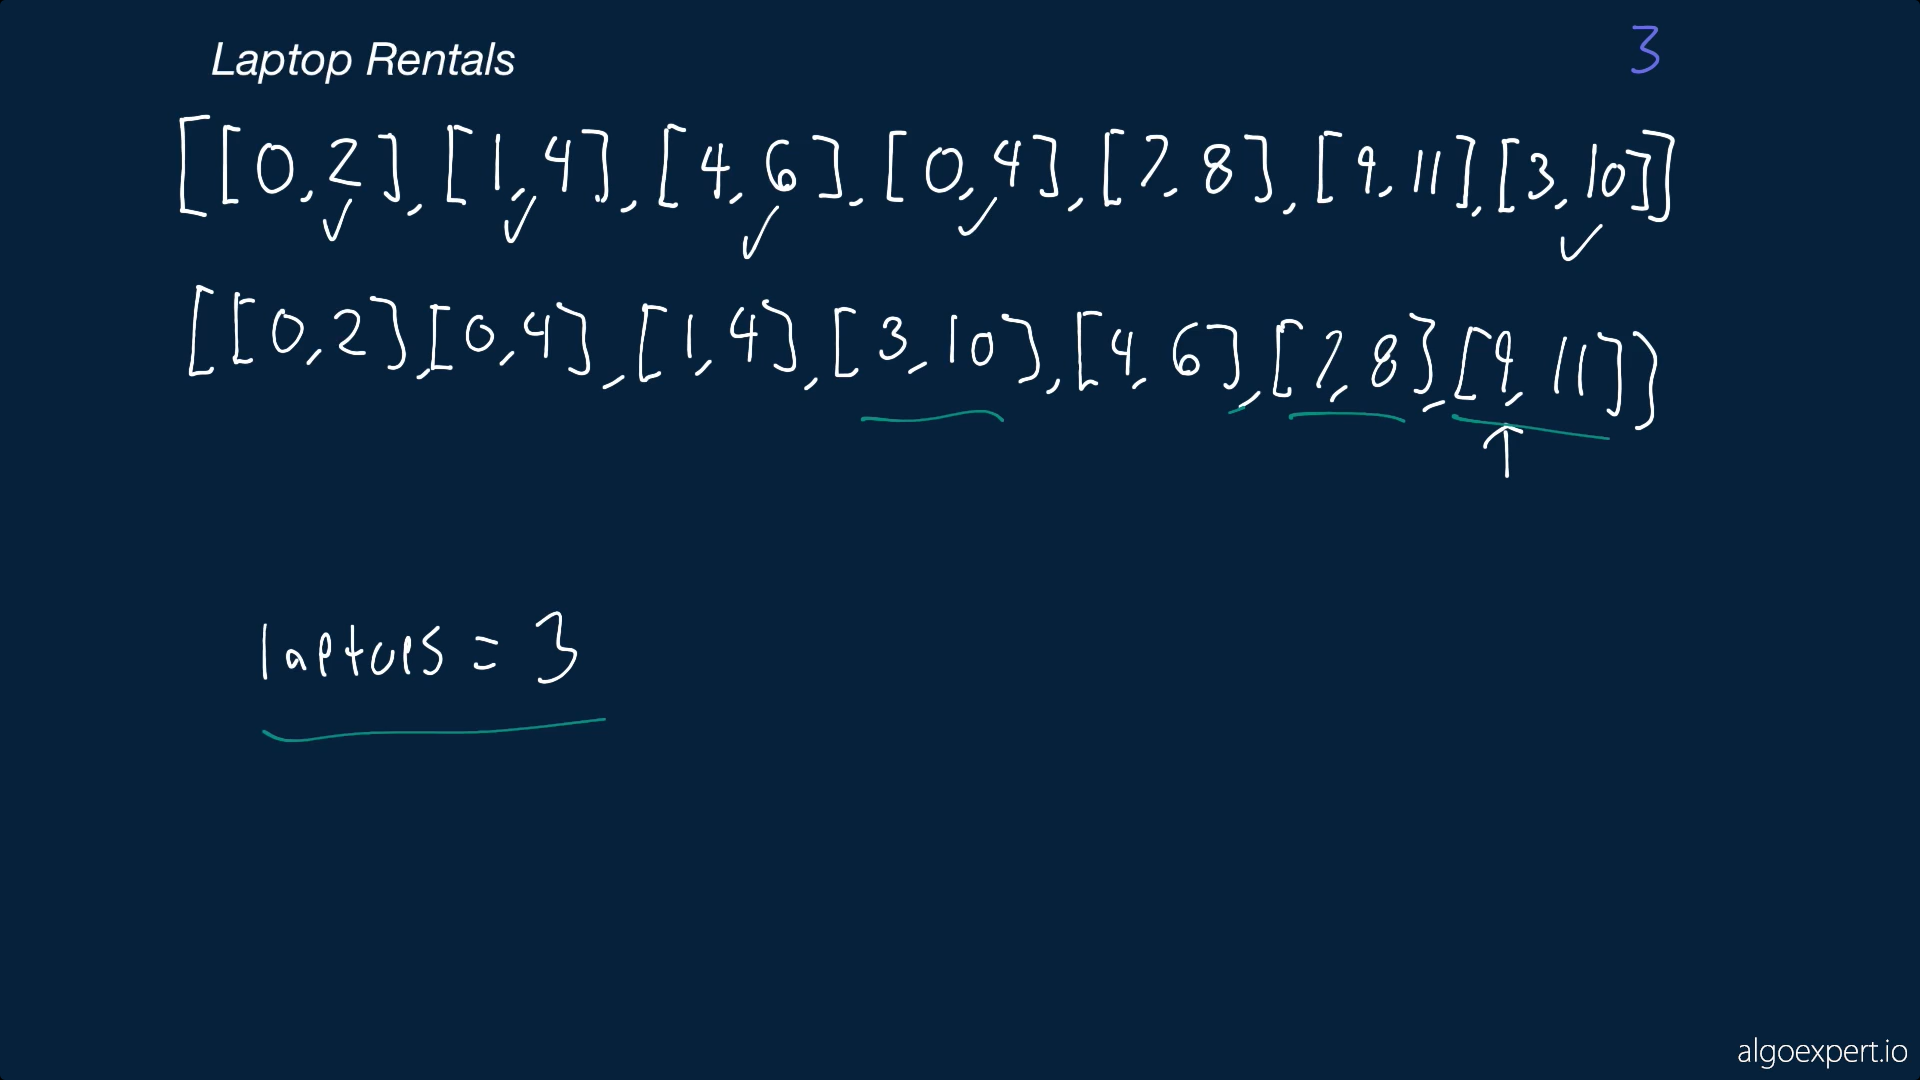 Laptop Rentals
3
[[0,2],[1,4],[4,6],[0,4],[7,8],[9,11],[3,10]]
[[0,2],[0,4],[1,4],[3,10],[4,6],[7,8],[9,11]]
laptops = 3
algoexpert.io